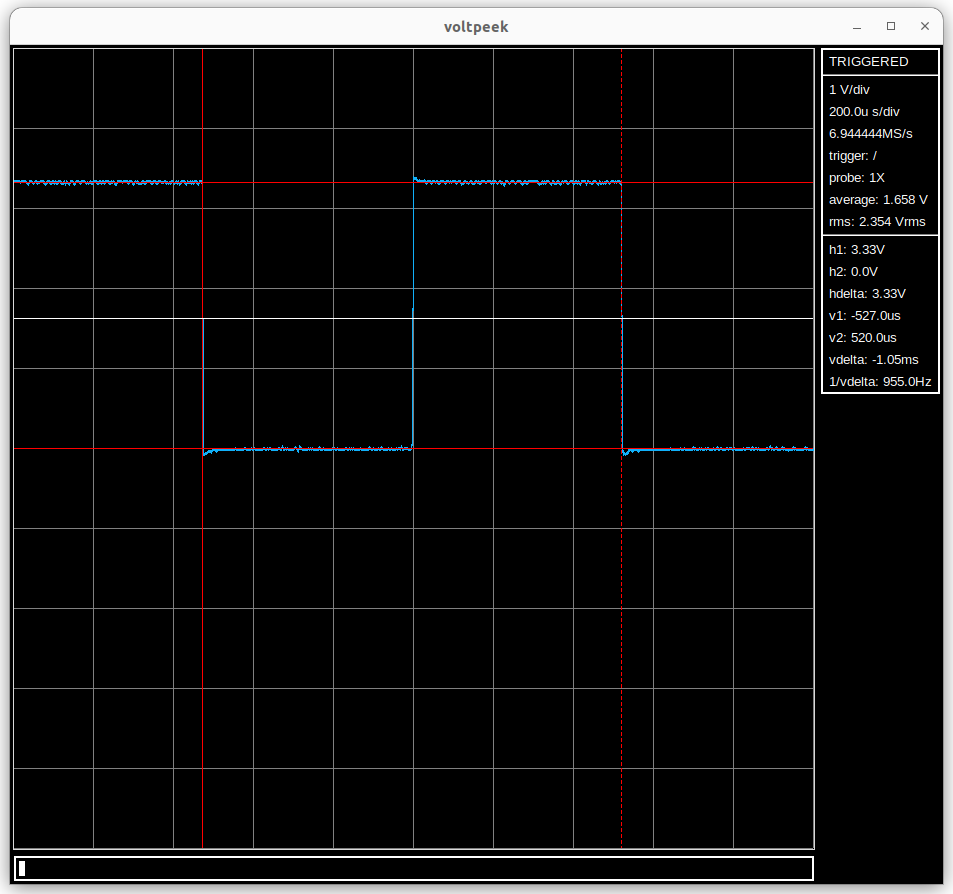 voltpeek
TRIGGERED
1 V/div
200.0u s/div
6.944444MS/s
trigger: /
probe: 1X
average: 1.658 V
rms: 2.354 Vrms
h1: 3.33V
h2: 0.0V
hdelta: 3.33V
v1: -527.0us
v2: 520.0us
vdelta: -1.05ms
1/vdelta: 955.0Hz